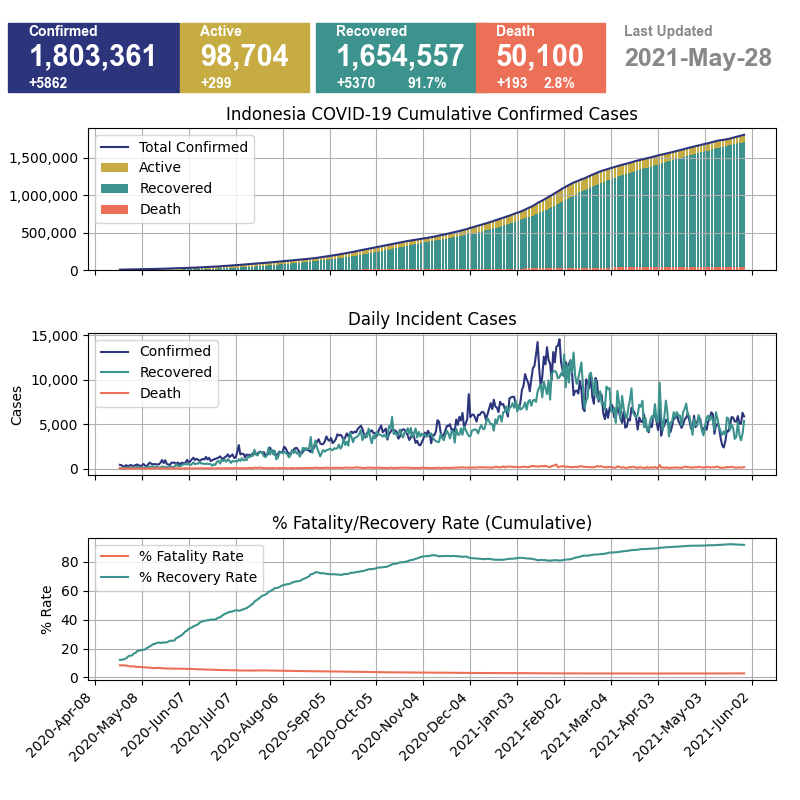 Confirmed
1,803,361
+5862
Active
98,704
+299
Recovered
1,654,557
+5370 91.7%
Death
50,100
+193 2.8%
Last Updated
2021-May-28
Indonesia COVID-19 Cumulative Confirmed Cases
Total Confirmed
Active
Recovered
Death
1,500,000
1,000,000
500,000
0
Daily Incident Cases
Confirmed
Recovered
Death
15,000
10,000
5,000
0
Cases
% Fatality/Recovery Rate (Cumulative)
% Fatality Rate
% Recovery Rate
80
60
40
20
0
% Rate
2020-Apr-08
2020-May-08
2020-Jun-07
2020-Jul-07
2020-Aug-06
2020-Sep-05
2020-Oct-05
2020-Nov-04
2020-Dec-04
2021-Jan-03
2021-Feb-02
2021-Mar-04
2021-Apr-03
2021-May-03
2021-Jun-02